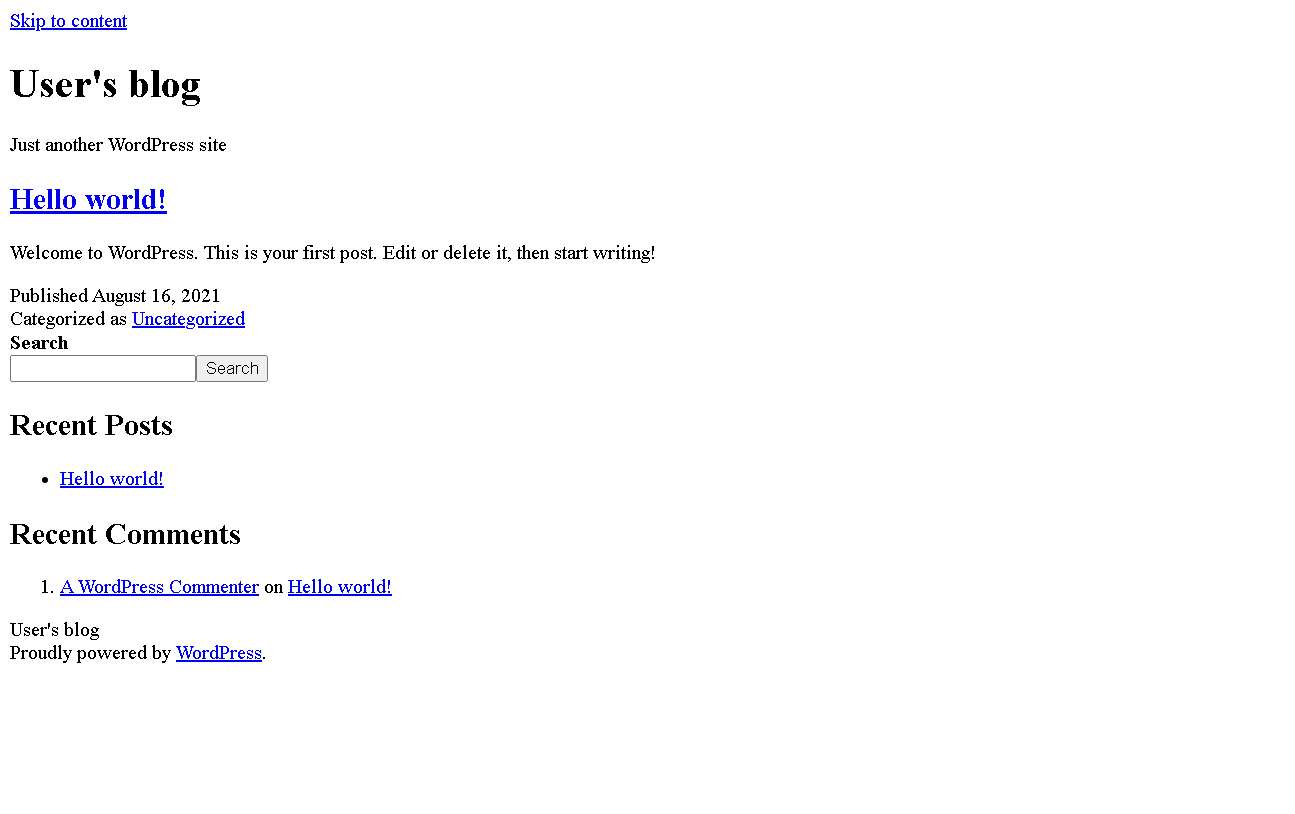 Skip to content
User's blog
Just another WordPress site
Hello world!
Welcome to WordPress. This is your first post. Edit or delete it, then start writing!
Published August 16, 2021
Categorized as Uncategorized
Search
Search
Recent Posts
Hello world!
Recent Comments
1. A WordPress Commenter on Hello world!
User's blog
Proudly powered by WordPress.